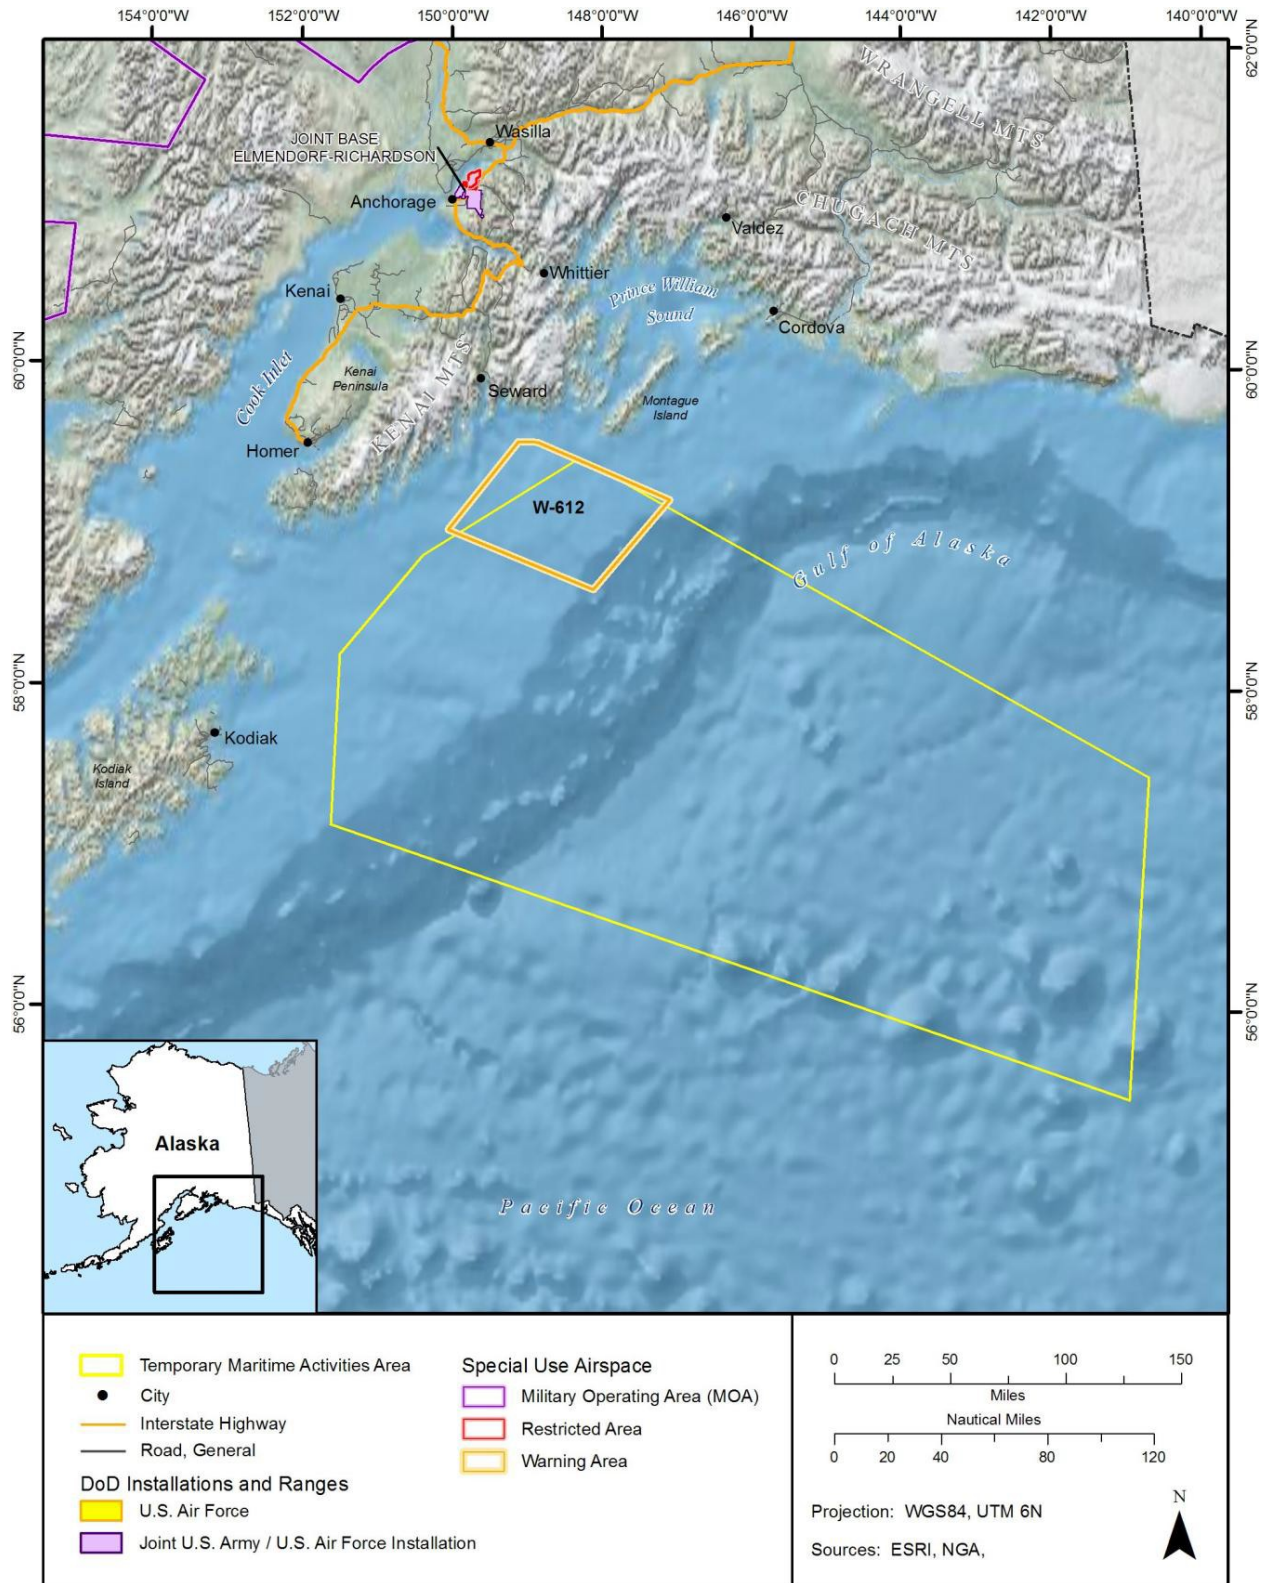 154°0'0"W
152°0'0"W
150°0'0"W
148°0'0"W
146°0'0"W
144°0'0"W
142°0'0"W
140°0'0"W
62°0'0"N
WRANGELL MTS
JOINT BASE
ELMENDORF-RICHARDSON
Wasilla
Anchorage
CHUGACH MTS
Valdez
Whittier
Kenai
Prince William
Sound
Cordova
60°0'0"N
60°0'0"N
Cook Inlet
Kenai
Peninsula
KENAI MTS
Seward
Montague
Island
Homer
W-612
Gulf of Alaska
58°0'0"N
58°0'0"N
Kodiak
Kodiak
Island
56°0'0"N
56°0'0"N
Alaska
Pacific Ocean
Temporary Maritime Activities Area
City
Interstate Highway
Road, General
DoD Installations and Ranges
U.S. Air Force
Joint U.S. Army / U.S. Air Force Installation
Special Use Airspace
Military Operating Area (MOA)
Restricted Area
Warning Area
0 25 50 100 150
Miles
Nautical Miles
0 20 40 80 120
Projection: WGS84, UTM 6N
Sources: ESRI, NGA,
N